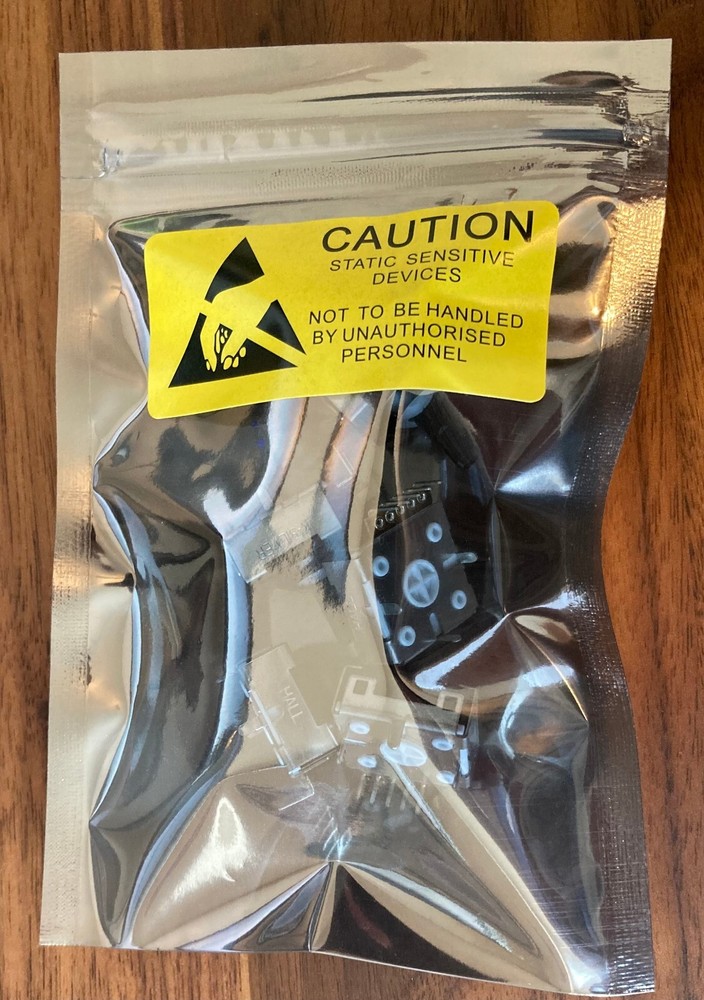 CAUTION
STATIC SENSITIVE
DEVICES
NOT TO BE HANDLED
BY UNAUTHORISED
PERSONNEL